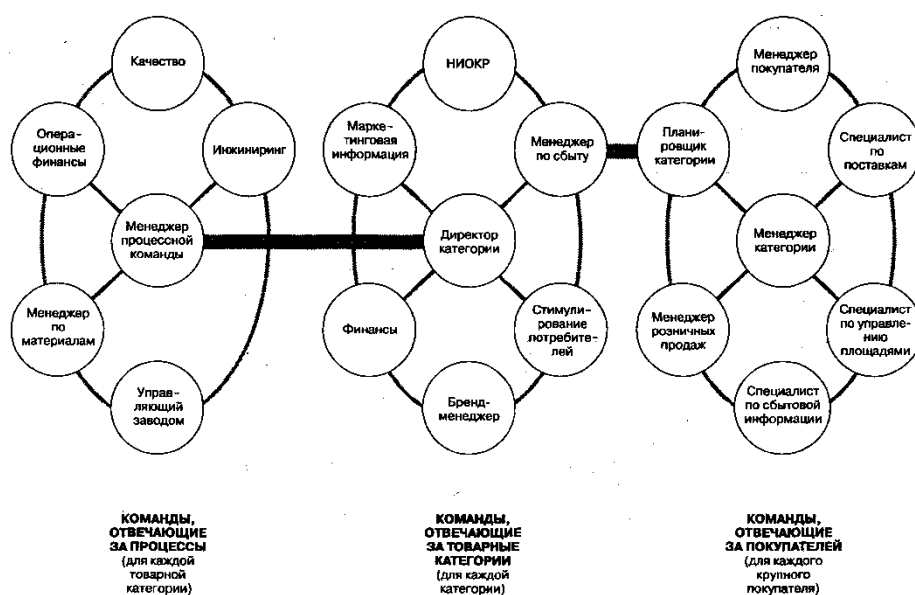 Качество
Опера-
ционные
финансы
Инжиниринг
Менеджер
процессной
команды
Менеджер
по
материалам
Управ-
ляющий
заводом
НИОКР
Марке-
тинговая
информация
Менеджер
по сбыту
Директор
категории
Финансы
Стимули-
рование
потребите-
лей
Бренд-
менеджер
Менеджер
покупателя
Плани-
ровщик
категории
Специалист
по
поставкам
Менеджер
категории
Менеджер
розничных
продаж
Специалист
по управле-
нию
площадями
Специалист
по сбытовой
информации
КОМАНДЫ,
ОТВЕЧАЮЩИЕ
ЗА ПРОЦЕССЫ
(для каждой
товарной
категории)
КОМАНДЫ,
ОТВЕЧАЮЩИЕ
ЗА ТОВАРНЫЕ
КАТЕГОРИИ
(для каждой
категории)
КОМАНДЫ,
ОТВЕЧАЮЩИЕ
ЗА ПОКУПАТЕЛЕЙ
(для каждого
крупного
покупателя)